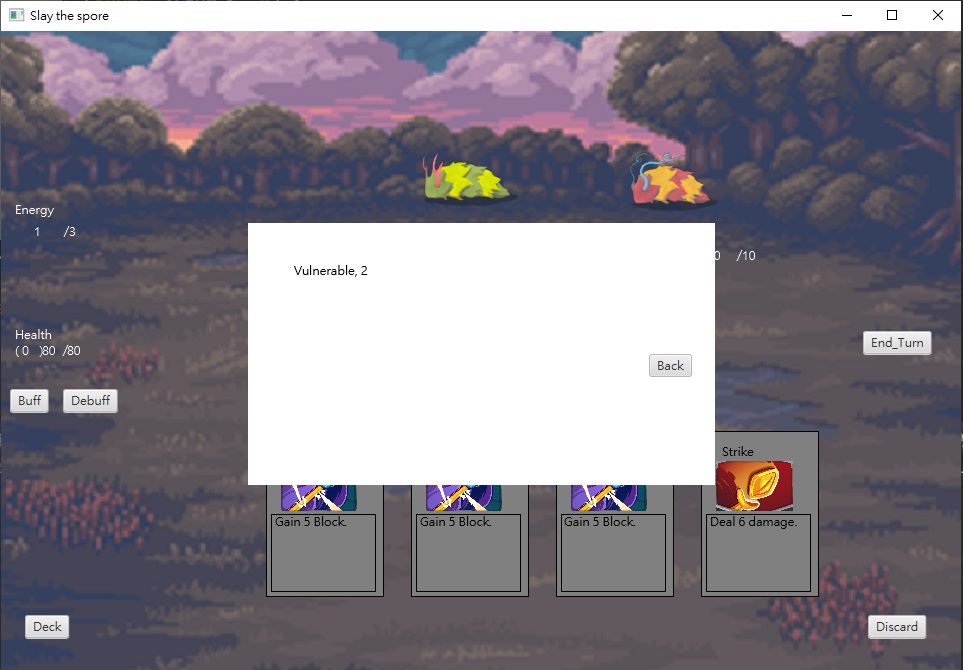 Slay the spore
Energy
1 /3
0 /10
Vulnerable, 2
Health
( 0 )80 /80
End_Turn
Back
Buff
Debuff
Strike
Gain 5 Block.
Gain 5 Block.
Gain 5 Block.
Deal 6 damage.
Deck
Discard